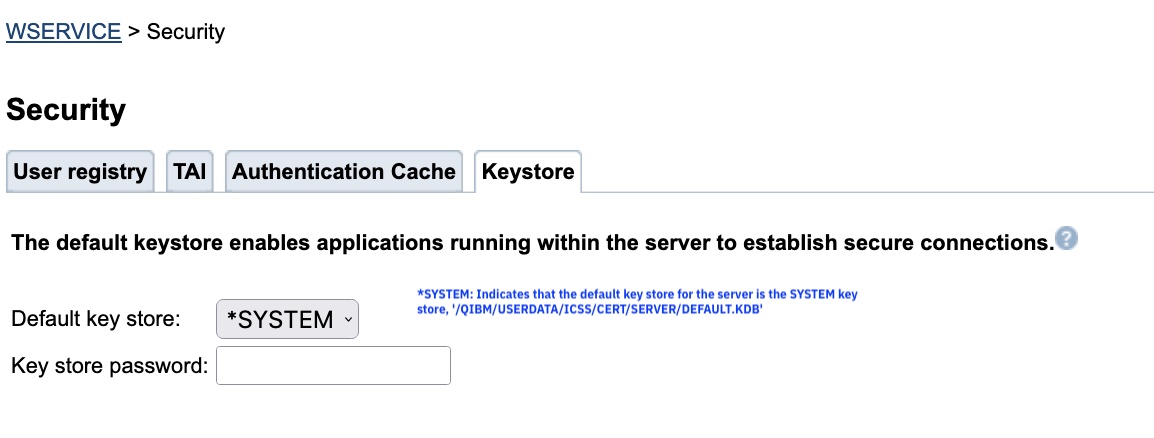 WSERVICE > Security
Security
User registry TAI Authentication Cache Keystore
The default keystore enables applications running within the server to establish secure connections. ?
*SYSTEM: Indicates that the default key store for the server is the SYSTEM key
store, '/QIBM/USERDATA/ICSS/CERT/SERVER/DEFAULT.KDB'
Default key store: *SYSTEM
Key store password: